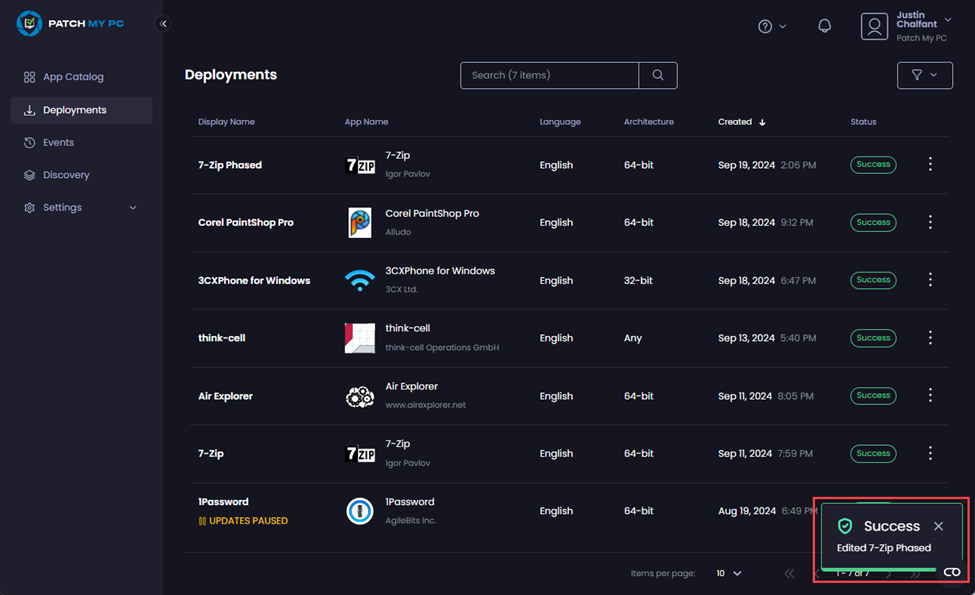 PATCH MY PC
Justin
Chalfant
Patch My PC
App Catalog
Deployments
Events
Discovery
Settings
Deployments
Search (7 items)
Display Name App Name Language Architecture Created Status
7-Zip Phased 7ZIP 7-Zip Igor Pavlov English 64-bit Sep 19, 2024 2:06 PM Success
Corel PaintShop Pro Corel PaintShop Pro Alludo English 64-bit Sep 18, 2024 9:12 PM Success
3CXPhone for Windows 3CXPhone for Windows 3CX Ltd. English 32-bit Sep 18, 2024 6:47 PM Success
think-cell think-cell think-cell Operations GmbH English Any Sep 13, 2024 5:40 PM Success
Air Explorer Air Explorer www.airexplorer.net English 64-bit Sep 11, 2024 8:05 PM Success
7-Zip 7ZIP 7-Zip Igor Pavlov English 64-bit Sep 11, 2024 7:59 PM Success
1Password 1Password AgileBits Inc. English 64-bit Aug 19, 2024 6:49 PM
UPDATES PAUSED
Success
Edited 7-Zip Phased
Items per page: 10 1 - 7 of 7